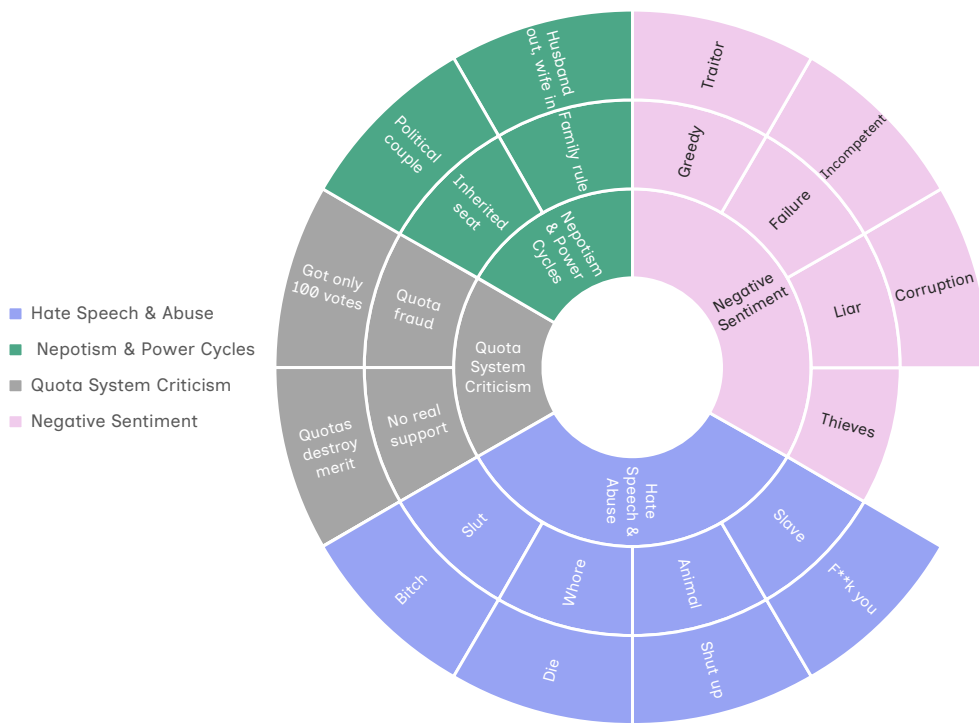 Hate Speech & Abuse
Nepotism & Power Cycles
Quota System Criticism
Negative Sentiment
Husband
out, wife in
Traitor
Political
couple
Family rule
Greedy
Incompetent
Inherited
seat
Failure
Nepotism
& Power
Cycles
Negative
Sentiment
Got only
100 votes
Quota
fraud
Liar
Corruption
Quota
System
Criticism
Quotas
destroy
merit
No real
support
Thieves
Hate
Speech &
Abuse
Slut
Slave
Bitch
Whore
Animal
F**k you
Die
Shut up